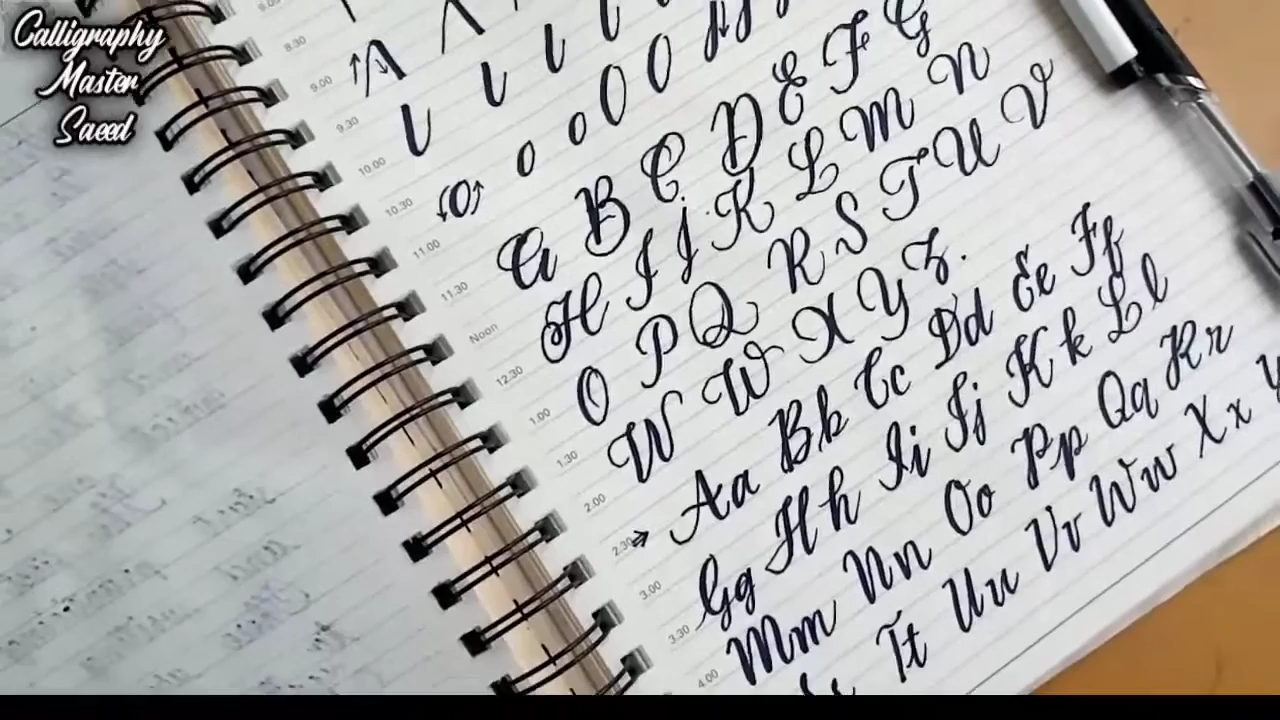 Calligraphy
Master
Saeed
8.30
9.00
9.30
10.00
10.30
11.00
11.30
Noon
12.30
1.00
1.30
2.00
2.30
3.00
3.30
4.00
A B C D E F G
H I J K L M N
O P Q R S T U V
W W X Y Z.
Aa Bb Cc Dd Ee Ff
Gg Hh Ii Jj Kk Ll
Mm Nn Oo Pp Qa Rr
Tt Uu Vv Ww Xx